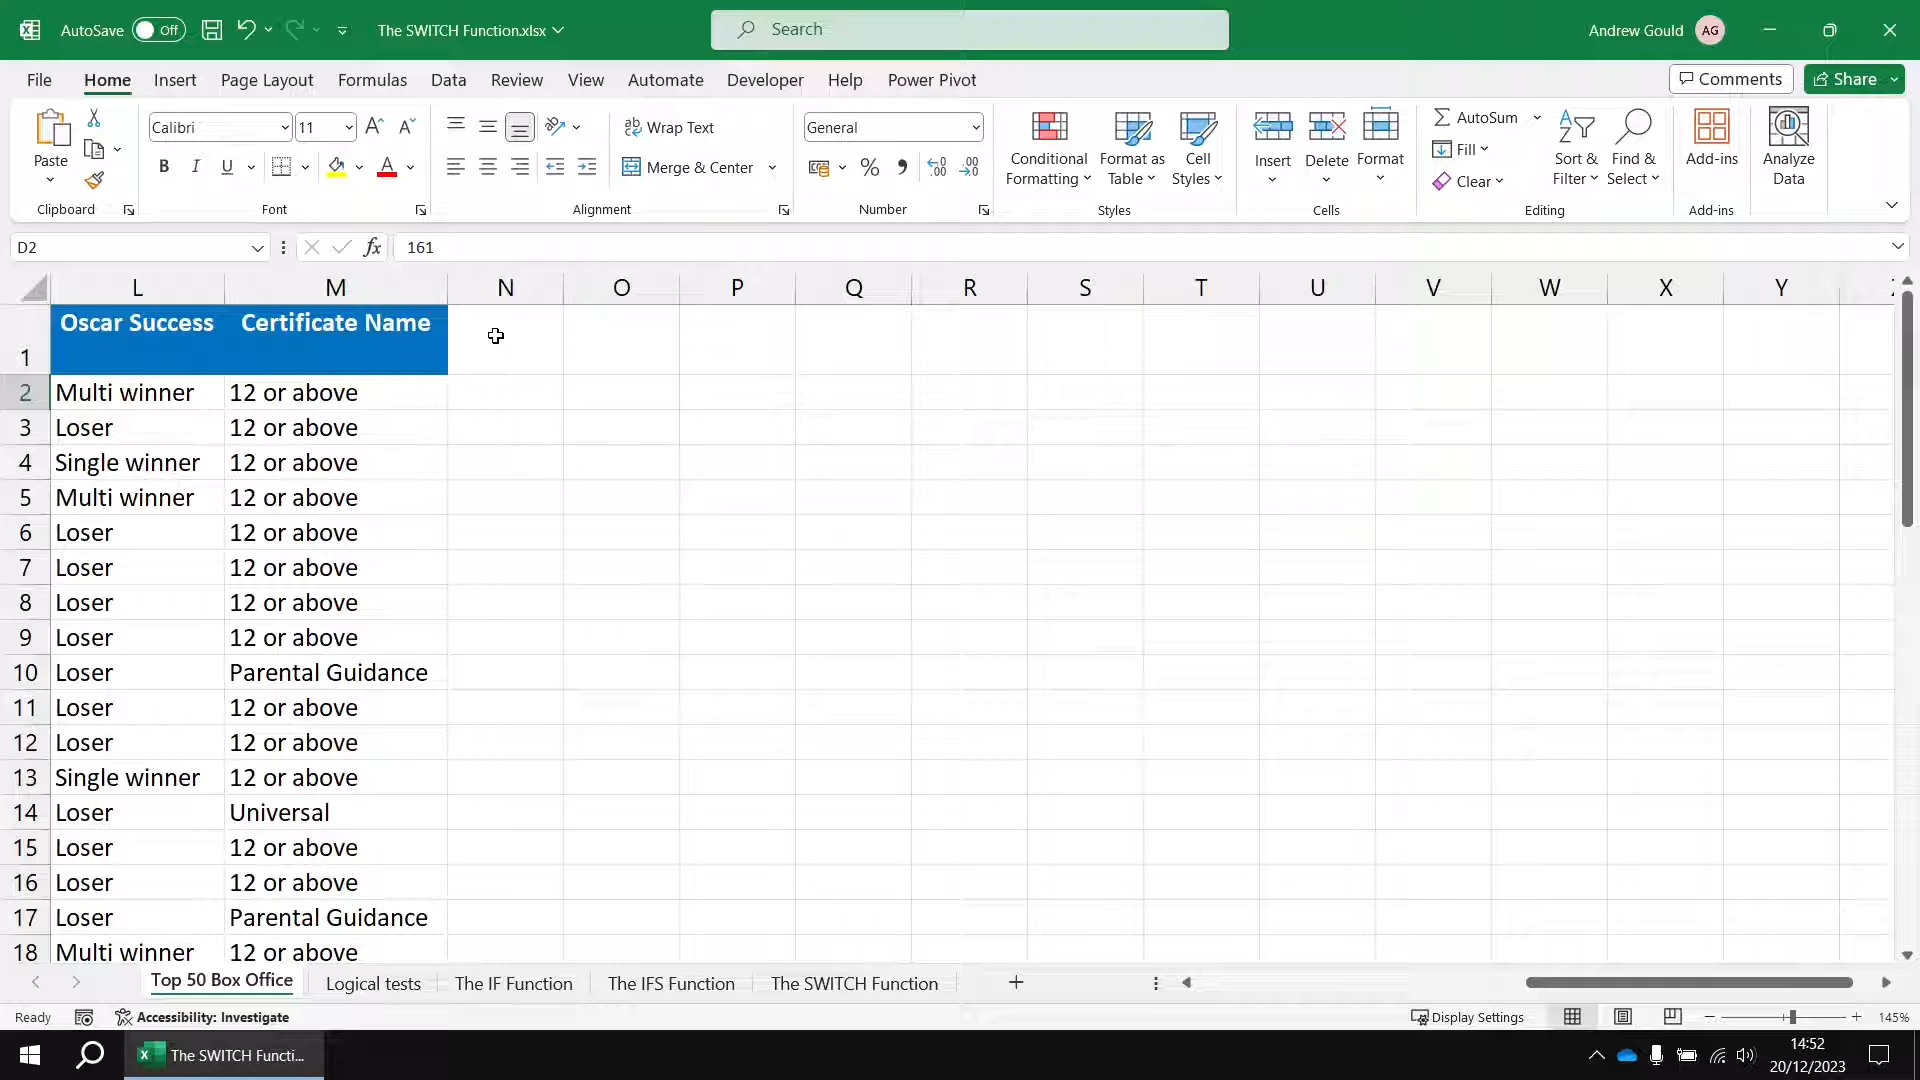 AutoSave Off The SWITCH Function.xlsx Search Andrew Gould AG
File Home Insert Page Layout Formulas Data Review View Automate Developer Help Power Pivot Comments Share
Paste Calibri 11 Wrap Text General Conditional Formatting Format as Table Cell Styles Insert Delete Format AutoSum Sort & Filter Find & Select Add-ins Analyze Data
B I U Merge & Center % Fill Clear
Clipboard Font Alignment Number Styles Cells Editing Add-ins
D2 fx 161
L M N O P Q R S T U V W X Y
1 Oscar Success Certificate Name
2 Multi winner 12 or above
3 Loser 12 or above
4 Single winner 12 or above
5 Multi winner 12 or above
6 Loser 12 or above
7 Loser 12 or above
8 Loser 12 or above
9 Loser 12 or above
10 Loser Parental Guidance
11 Loser 12 or above
12 Loser 12 or above
13 Single winner 12 or above
14 Loser Universal
15 Loser 12 or above
16 Loser 12 or above
17 Loser Parental Guidance
18 Multi winner 12 or above
Top 50 Box Office Logical tests The IF Function The IFS Function The SWITCH Function
Ready Accessibility: Investigate Display Settings 145%
The SWITCH Functi... 14:52
20/12/2023